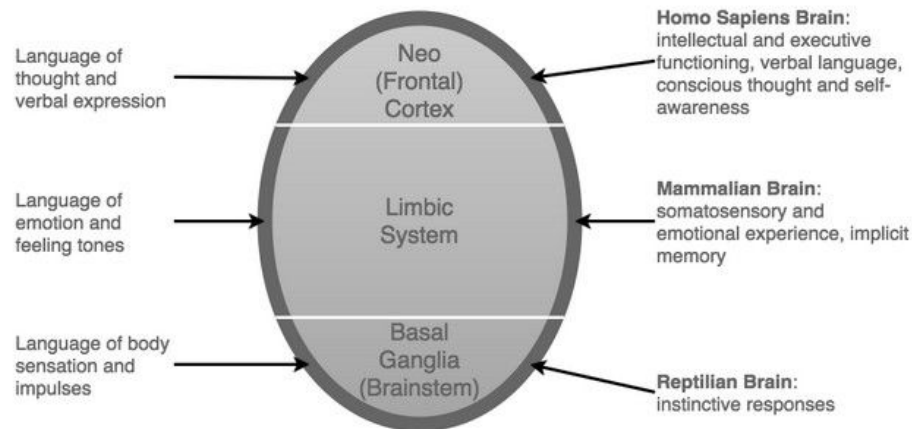 Language of
thought and
verbal expression
Neo
(Frontal)
Cortex
Homo Sapiens Brain:
intellectual and executive
functioning, verbal language,
conscious thought and self-
awareness
Language of
emotion and
feeling tones
Limbic
System
Mammalian Brain:
somatosensory and
emotional experience, implicit
memory
Language of body
sensation and
impulses
Basal
Ganglia
(Brainstem)
Reptilian Brain:
instinctive responses